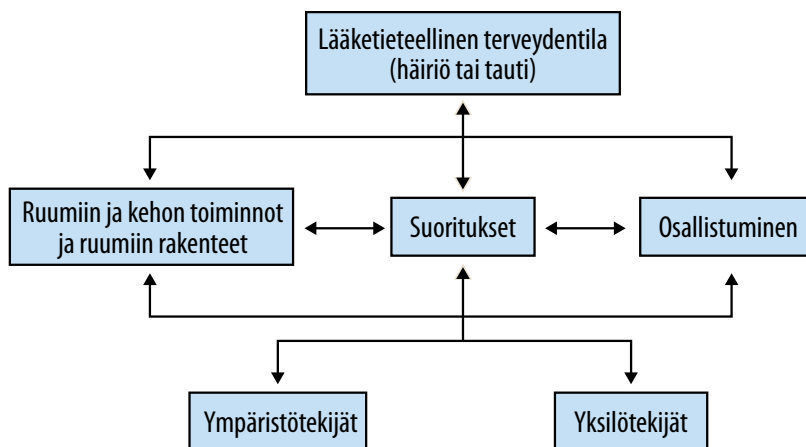 Lääketieteellinen terveydentila
(häiriö tai tauti)
Ruumiin ja kehon toiminnot
ja ruumiin rakenteet
Suoritukset
Osallistuminen
Ympäristötekijät
Yksilötekijät